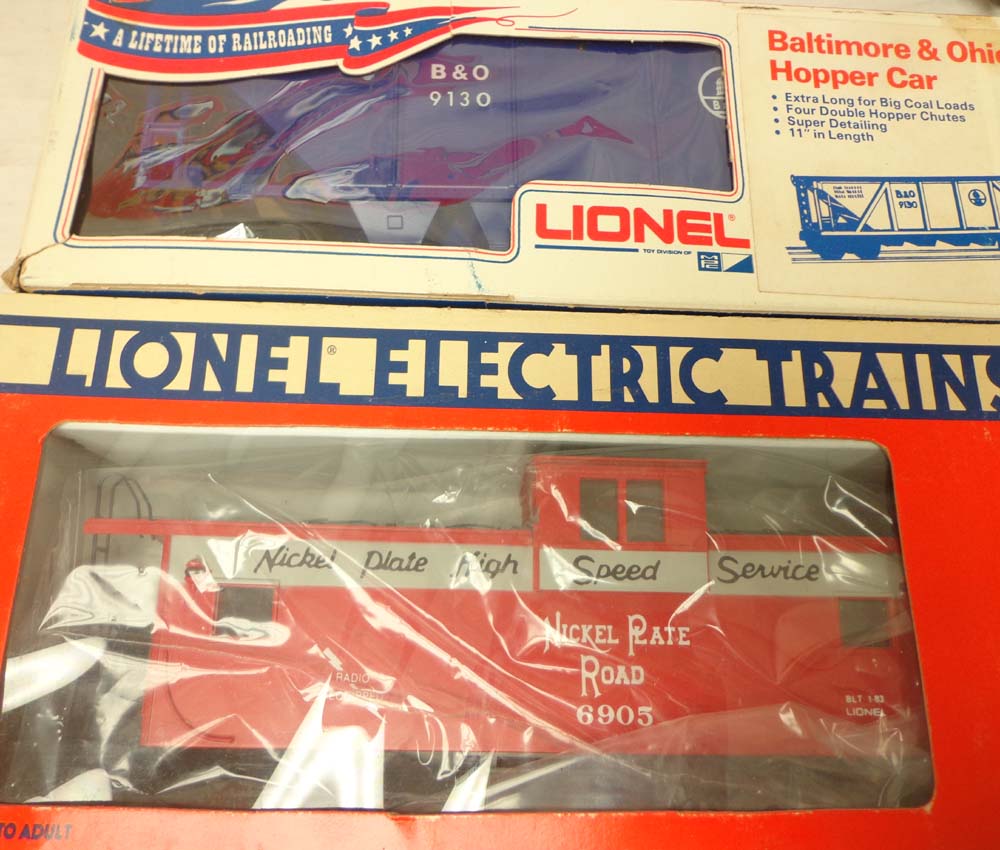 A LIFETIME OF RAILROADING
B & O
9130
B
Baltimore & Ohio
Hopper Car
• Extra Long for Big Coal Loads
• Four Double Hopper Chutes
• Super Detailing
• 11" in Length
B&O
9130
LIONEL®
TOY DIVISION OF MPC
LIONEL® ELECTRIC TRAINS
Nickel Plate High Speed Service
NICKEL PLATE
ROAD
6905
RADIO
BLT 1-83
LIONEL
TO ADULT